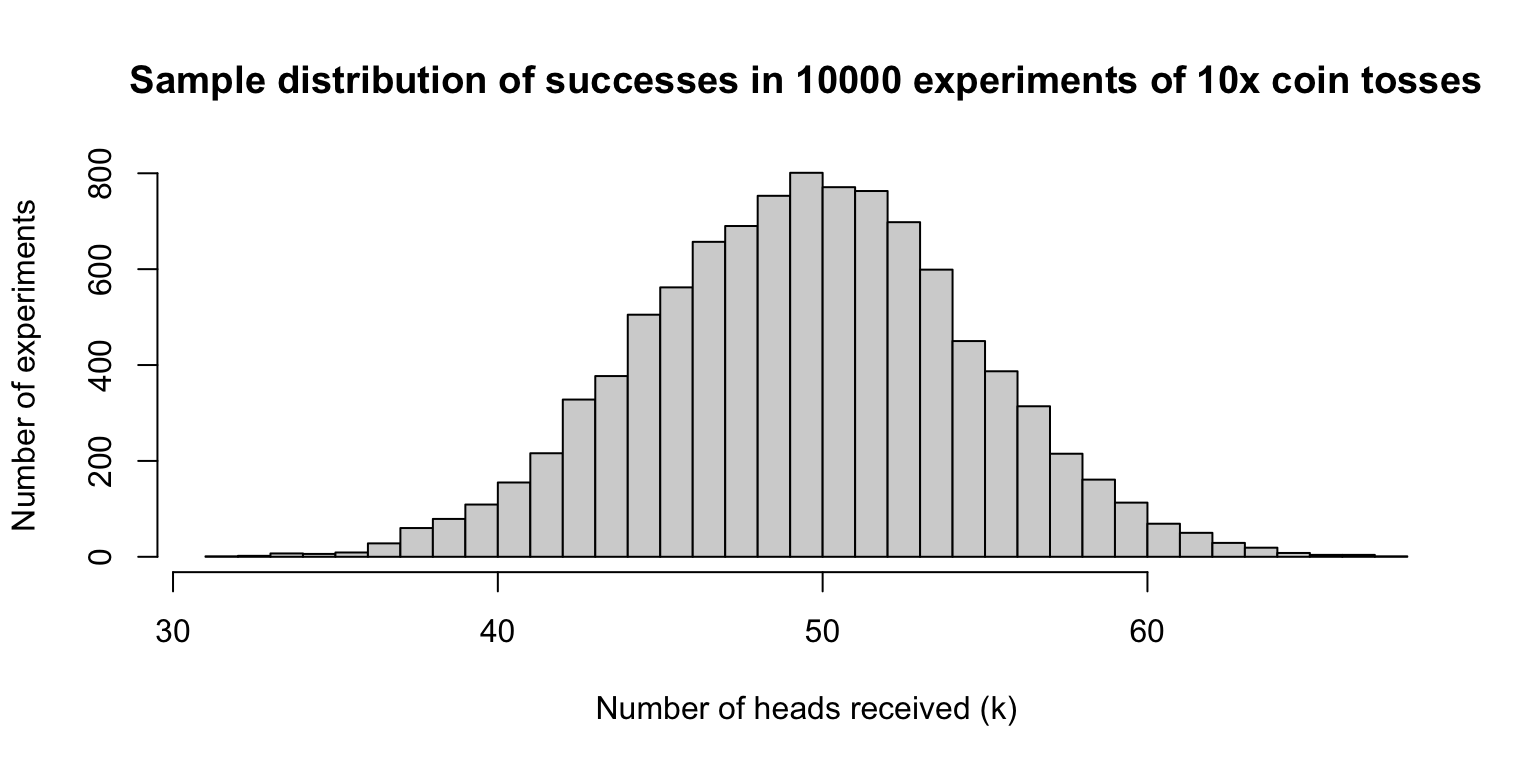 Sample distribution of successes in 10000 experiments of 10x coin tosses
Number of experiments
800
600
400
200
0
30 40 50 60
Number of heads received (k)